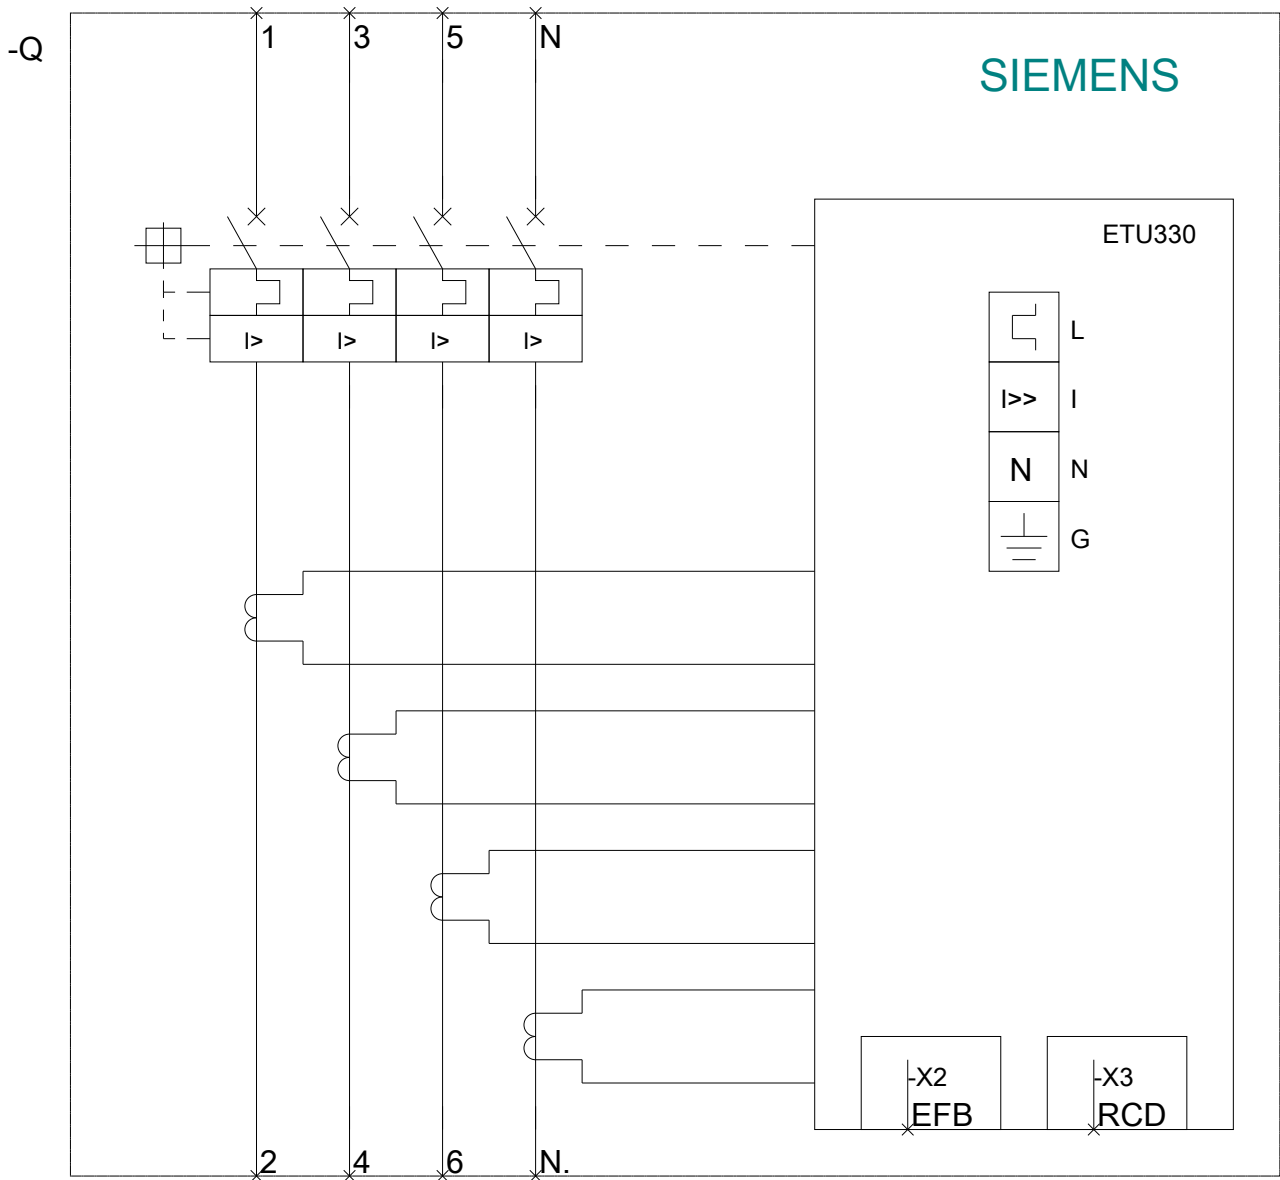 1 3 5 N
-Q
SIEMENS
ETU330
L
I> I> I> I>
I>> I
N N
G
-X2 -X3
EFB RCD
2 4 6 N.